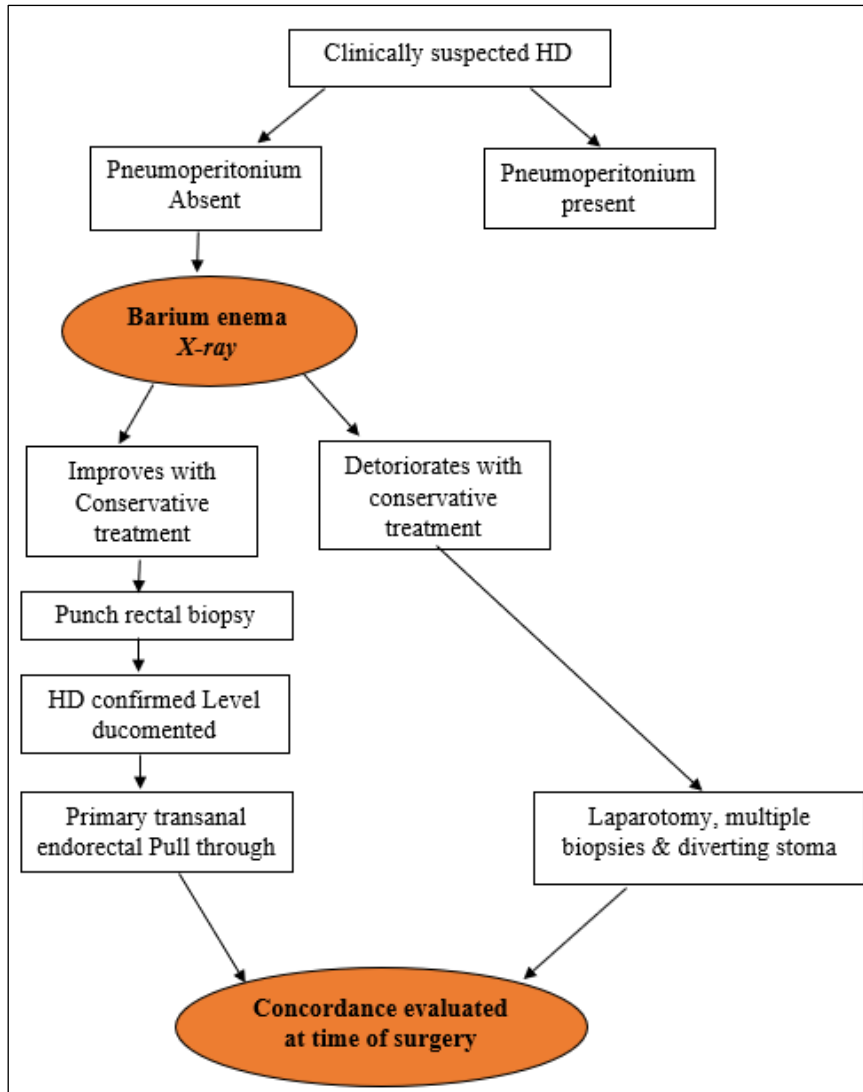 Clinically suspected HD
Pneumoperitonium
Absent
Pneumoperitonium
present
Barium enema
X-ray
Improves with
Conservative
treatment
Detoriorates with
conservative
treatment
Punch rectal biopsy
HD confirmed Level
ducomented
Primary transanal
endorectal Pull through
Laparotomy, multiple
biopsies & diverting stoma
Concordance evaluated
at time of surgery